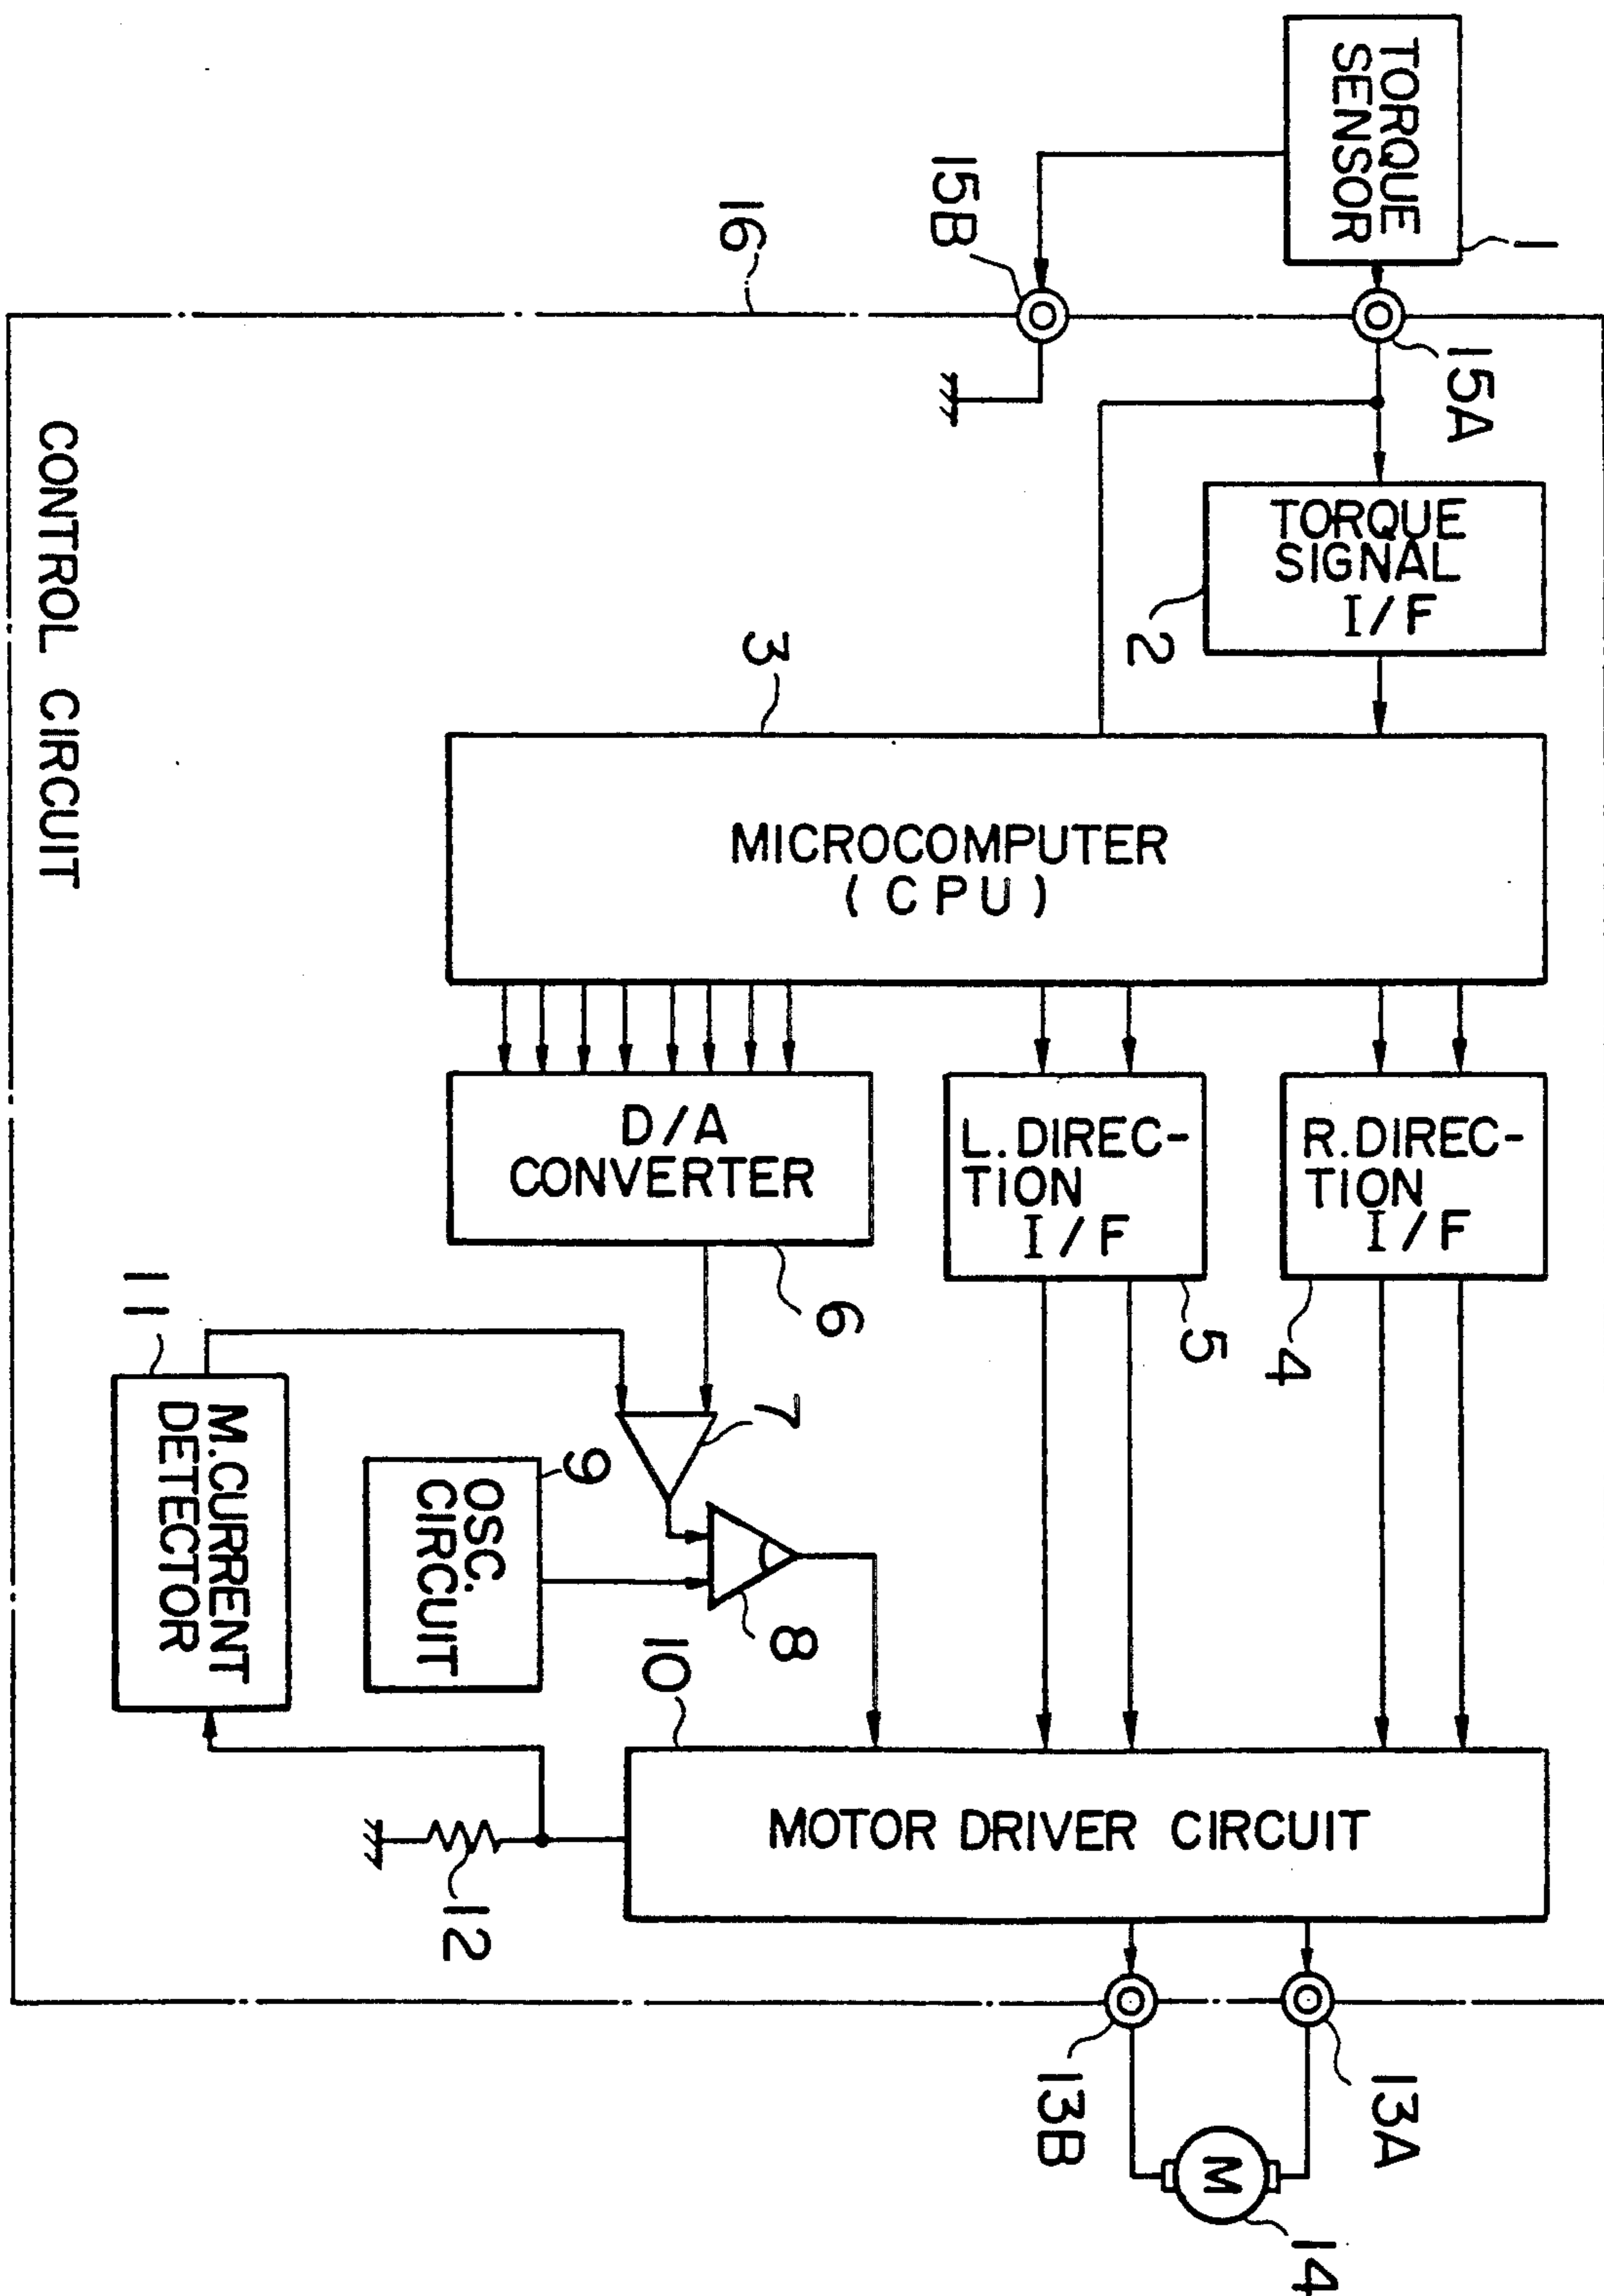 TORQUE
SENSOR
1
15A
15B
16
TORQUE
SIGNAL
I/F
2
3
MICROCOMPUTER
(CPU)
R.DIREC-
TION
I/F
4
L.DIREC-
TION
I/F
5
D/A
CONVERTER
6
7
8
9
OSC.
CIRCUIT
10
11
M.CURRENT
DETECTOR
12
MOTOR DRIVER CIRCUIT
13A
13B
M
14
CONTROL CIRCUIT